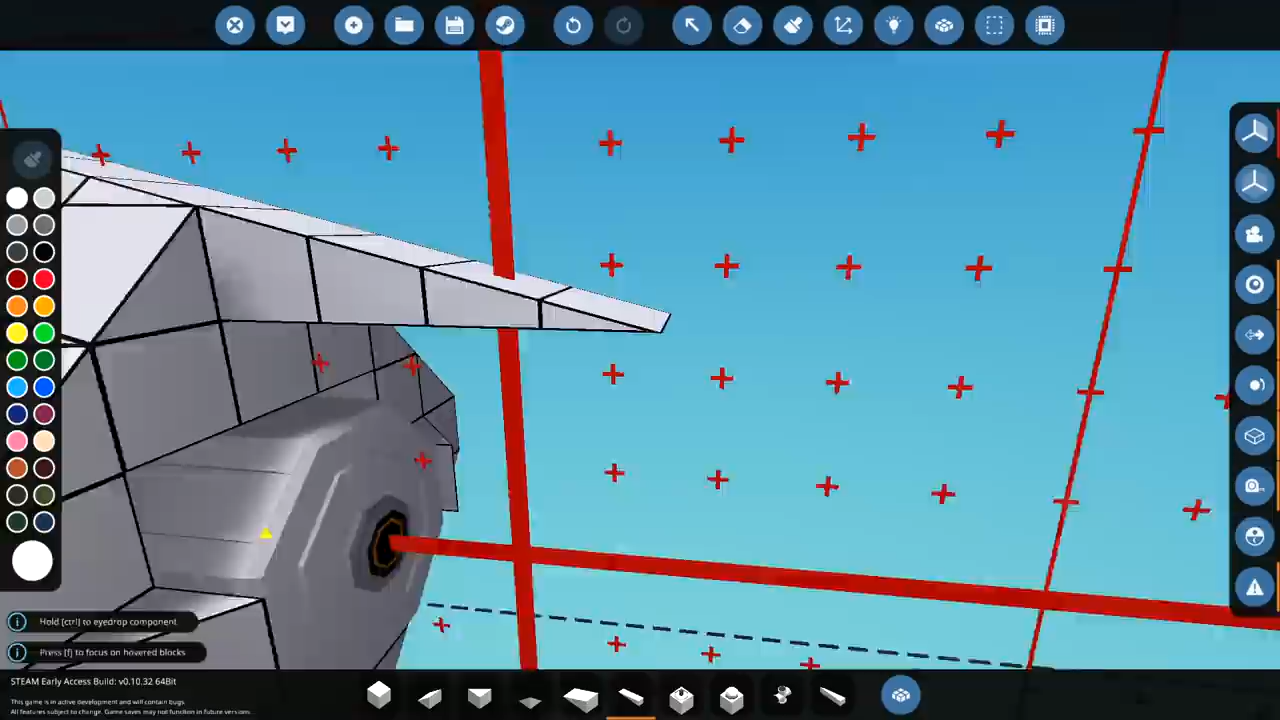 Hold [ctrl] to eyedrop component
Press [f] to focus on hovered blocks
STEAM Early Access Build: v0.10.32 64Bit
This game is in active development and will contain bugs.
All features subject to change. Game saves may not function in future versions.